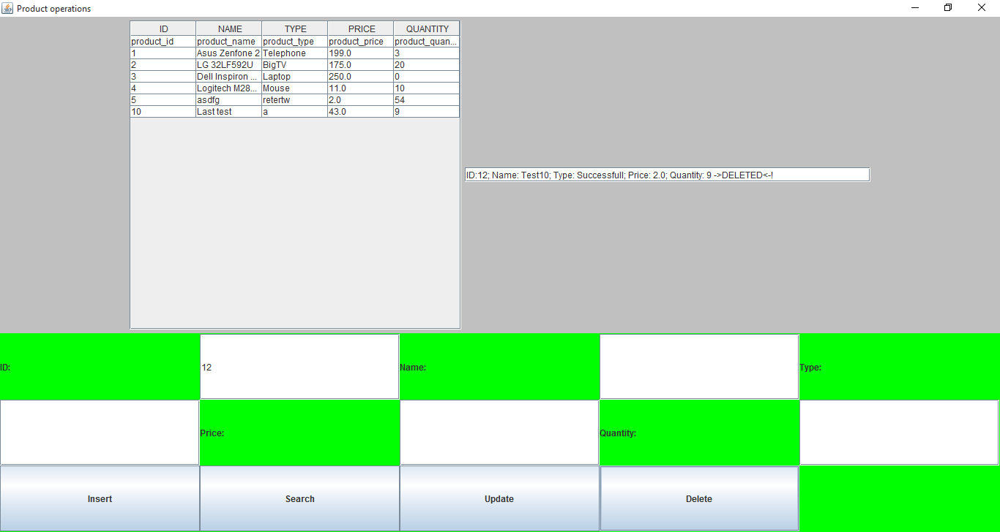 Product operations
ID NAME TYPE PRICE QUANTITY
product_id product_name product_type product_price product_quan...
1 Asus Zenfone 2 Telephone 199.0 3
2 LG 32LF592U BigTV 175.0 20
3 Dell Inspiron ... Laptop 250.0 0
4 Logitech M28... Mouse 11.0 10
5 asdfg retertw 2.0 54
10 Last test a 43.0 9
ID:12; Name: Test10; Type: Successfull; Price: 2.0; Quantity: 9 ->DELETED<-!
ID: 12 Name: Type:
Price: Quantity:
Insert Search Update Delete